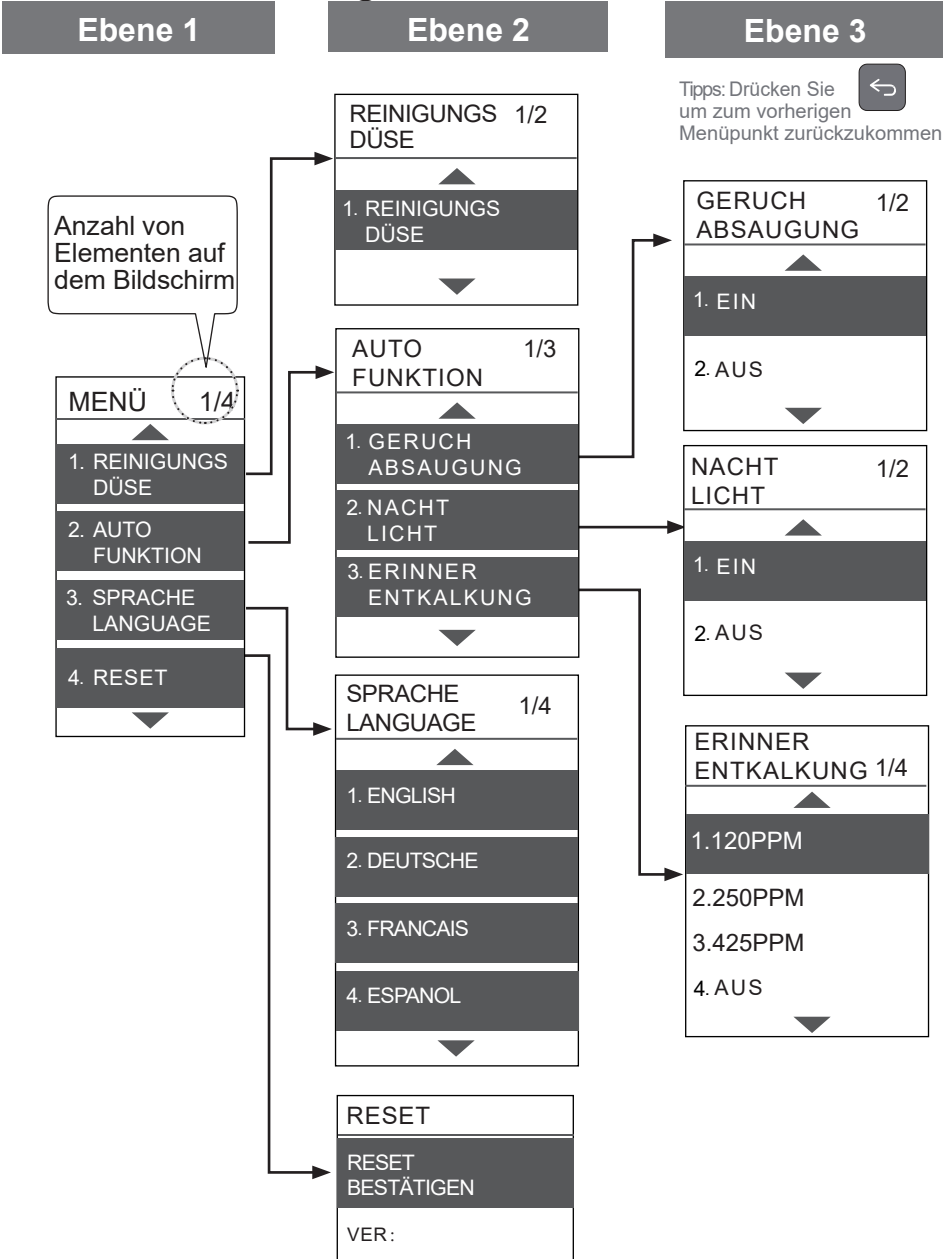 Ebene 1
Ebene 2
Ebene 3
Tipps: Drücken Sie
um zum vorherigen
Menüpunkt zurückzukommen
Anzahl von
Elementen auf
dem Bildschirm
MENÜ 1/4
1. REINIGUNGS
DÜSE
2. AUTO
FUNKTION
3. SPRACHE
LANGUAGE
4. RESET
REINIGUNGS 1/2
DÜSE
1. REINIGUNGS
DÜSE
AUTO 1/3
FUNKTION
1. GERUCH
ABSAUGUNG
2. NACHT
LICHT
3. ERINNER
ENTKALKUNG
SPRACHE
LANGUAGE 1/4
1. ENGLISH
2. DEUTSCHE
3. FRANCAIS
4. ESPANOL
RESET
RESET
BESTÄTIGEN
VER:
GERUCH 1/2
ABSAUGUNG
1. EIN
2. AUS
NACHT 1/2
LICHT
1. EIN
2. AUS
ERINNER
ENTKALKUNG 1/4
1.120PPM
2.250PPM
3.425PPM
4. AUS